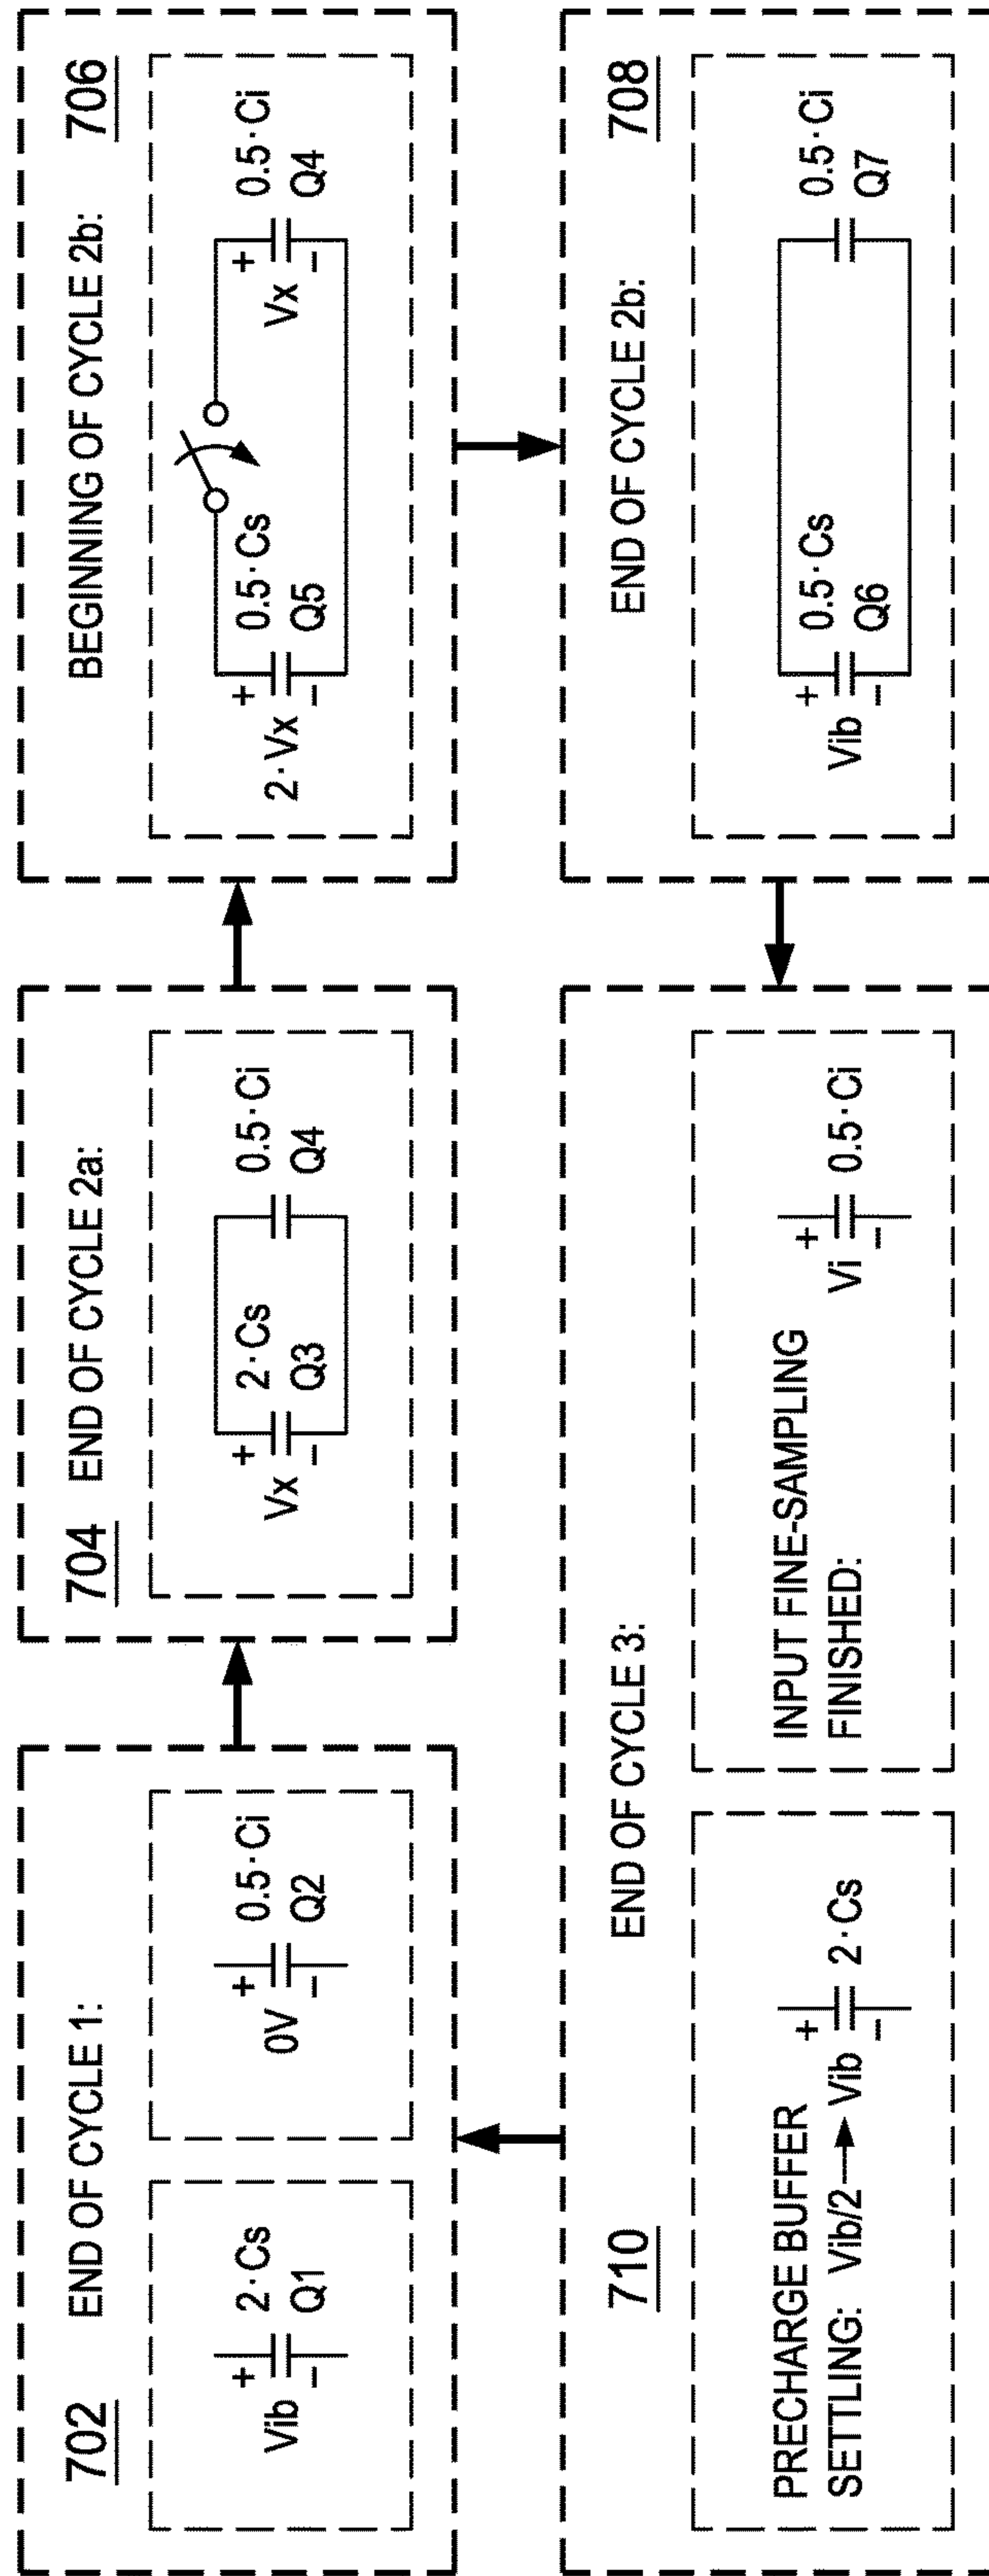 702 END OF CYCLE 1:
+
Vib
−
2·Cs
Q1
+
0V
−
0.5·Ci
Q2
704 END OF CYCLE 2a:
+
Vx
−
2·Cs
Q3
0.5·Ci
Q4
BEGINNING OF CYCLE 2b: 706
+
2·Vx
−
0.5·Cs
Q5
+
Vx
−
0.5·Ci
Q4
END OF CYCLE 2b: 708
+
Vib
−
0.5·Cs
Q6
0.5·Ci
Q7
710 END OF CYCLE 3:
PRECHARGE BUFFER
SETTLING: Vib/2 Vib
+
−
2·Cs
INPUT FINE-SAMPLING
FINISHED:
+
Vi
−
0.5·Ci